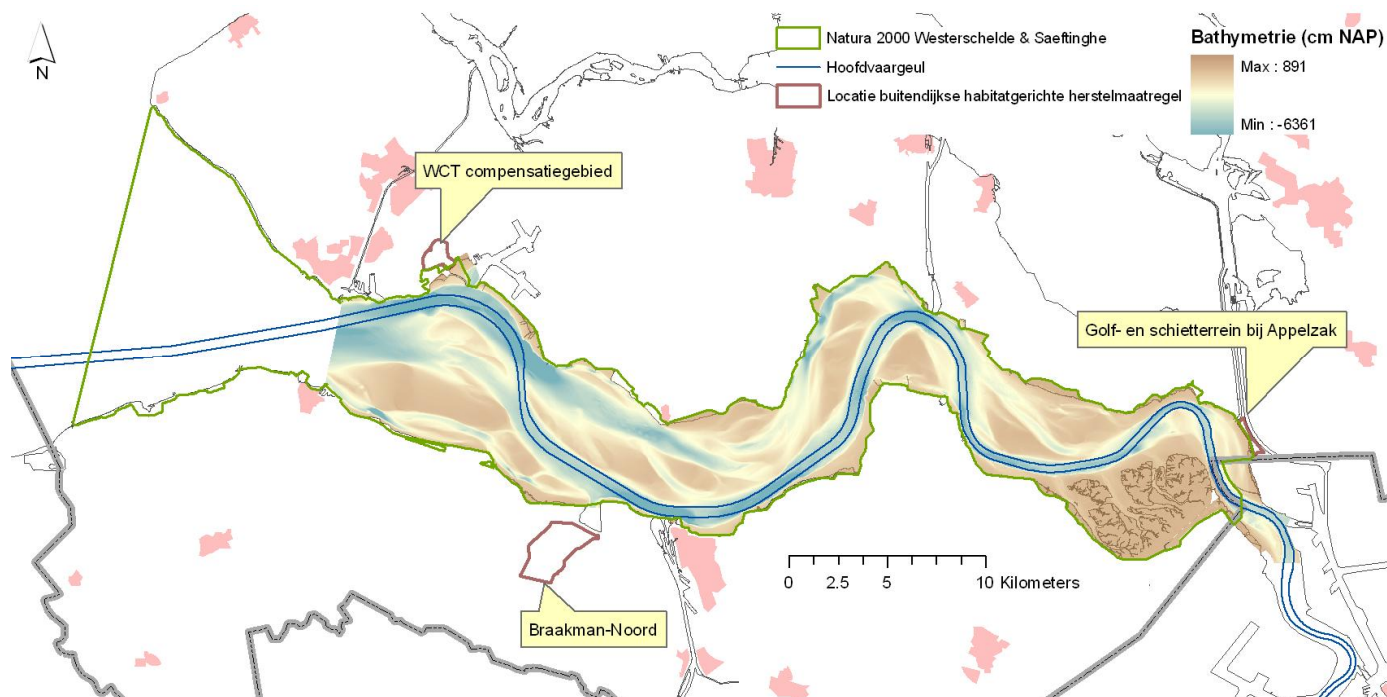 N
Natura 2000 Westerschelde & Saeftinghe
Hoofdvaargeul
Locatie buitendijkse habitatgerichte herstelmaatregel
Bathymetrie (cm NAP)
Max : 891
Min : -6361
WCT compensatiegebied
Golf- en schietterrein bij Appelzak
0 2.5 5 10 Kilometers
Braakman-Noord